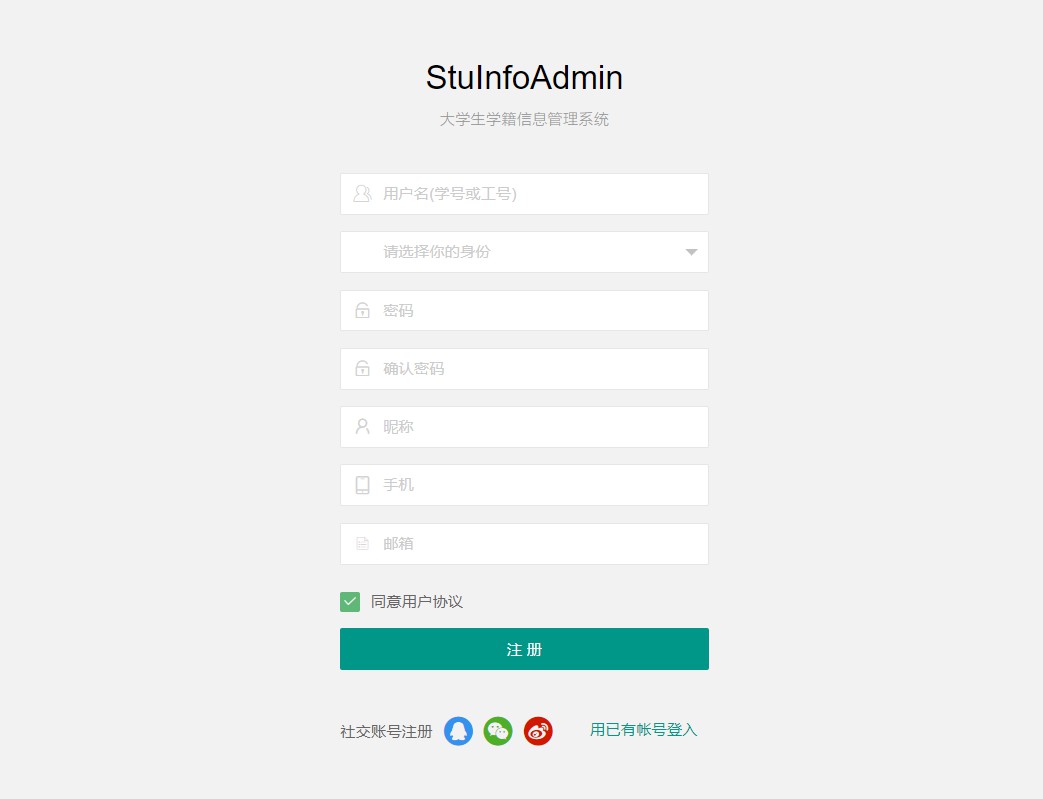 StuInfoAdmin
大学生学籍信息管理系统
用户名(学号或工号)
请选择你的身份
密码
确认密码
昵称
手机
邮箱
同意用户协议
注 册
社交账号注册 用已有帐号登入